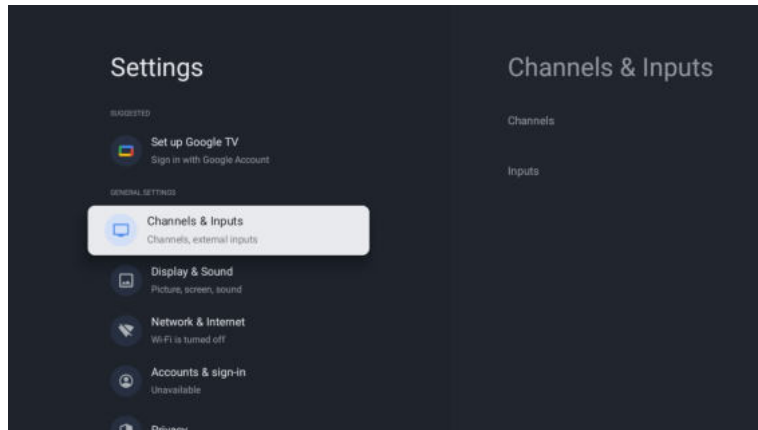 Settings
SUGGESTED
Set up Google TV
Sign in with Google Account
GENERAL SETTINGS
Channels & Inputs
Channels, external inputs
Display & Sound
Picture, screen, sound
Network & Internet
Wi-Fi is turned off
Accounts & sign-in
Unavailable
Privacy
Channels & Inputs
Channels
Inputs